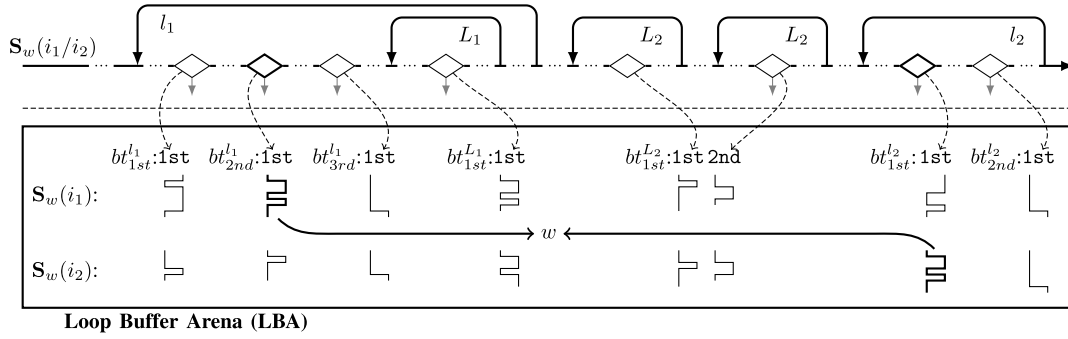 l_1 L_1 L_2 L_2 l_2
S_w(i_1/i_2)
bt^{l_1}_{1st}:1st bt^{l_1}_{2nd}:1st bt^{l_1}_{3rd}:1st bt^{L_1}_{1st}:1st bt^{L_2}_{1st}:1st 2nd bt^{l_2}_{1st}:1st bt^{l_2}_{2nd}:1st
S_w(i_1):
w
S_w(i_2):
Loop Buffer Arena (LBA)